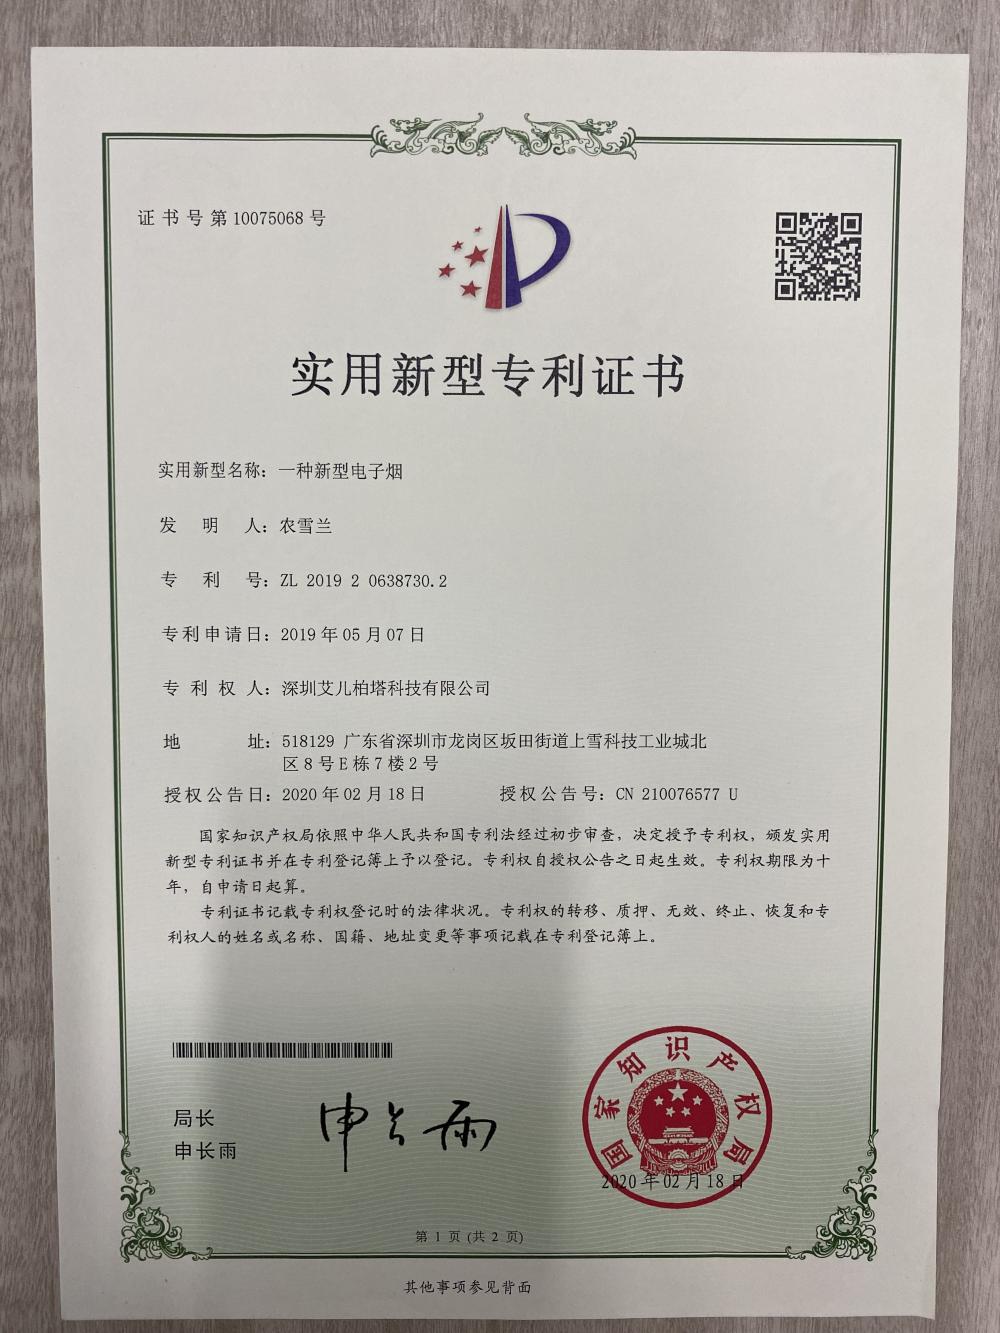 证书号第10075068号
实用新型专利证书
实用新型名称：一种新型电子烟
发明人：农雪兰
专利号：ZL 2019 2 0638730.2
专利申请日：2019年05月07日
专利权人：深圳艾儿柏塔科技有限公司
地址：518129 广东省深圳市龙岗区坂田街道上雪科技工业城北
区8号E栋7楼2号
授权公告日：2020年02月18日 授权公告号：CN 210076577 U
国家知识产权局依照中华人民共和国专利法经过初步审查，决定授予专利权，颁发实用
新型专利证书并在专利登记簿上予以登记。专利权自授权公告之日起生效。专利权期限为十
年，自申请日起算。
专利证书记载专利权登记时的法律状况。专利权的转移、质押、无效、终止、恢复和专
利权人的姓名或名称、国籍、地址变更等事项记载在专利登记簿上。
局长
申长雨
申长雨
国家知识产权局
2020年02月18日
第 1 页 (共 2 页)
其他事项参见背面